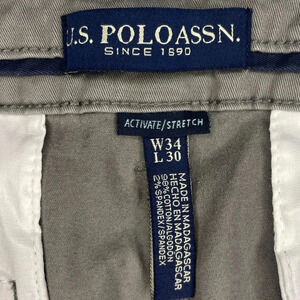 U.S. POLO ASSN.
SINCE 1890
ACTIVATE/STRETCH
W34
L 30
MADE IN MADAGASCAR
HECHO EN MADAGASCAR
98% COTTON/ALGODON
2% SPANDEX/SPANDEX